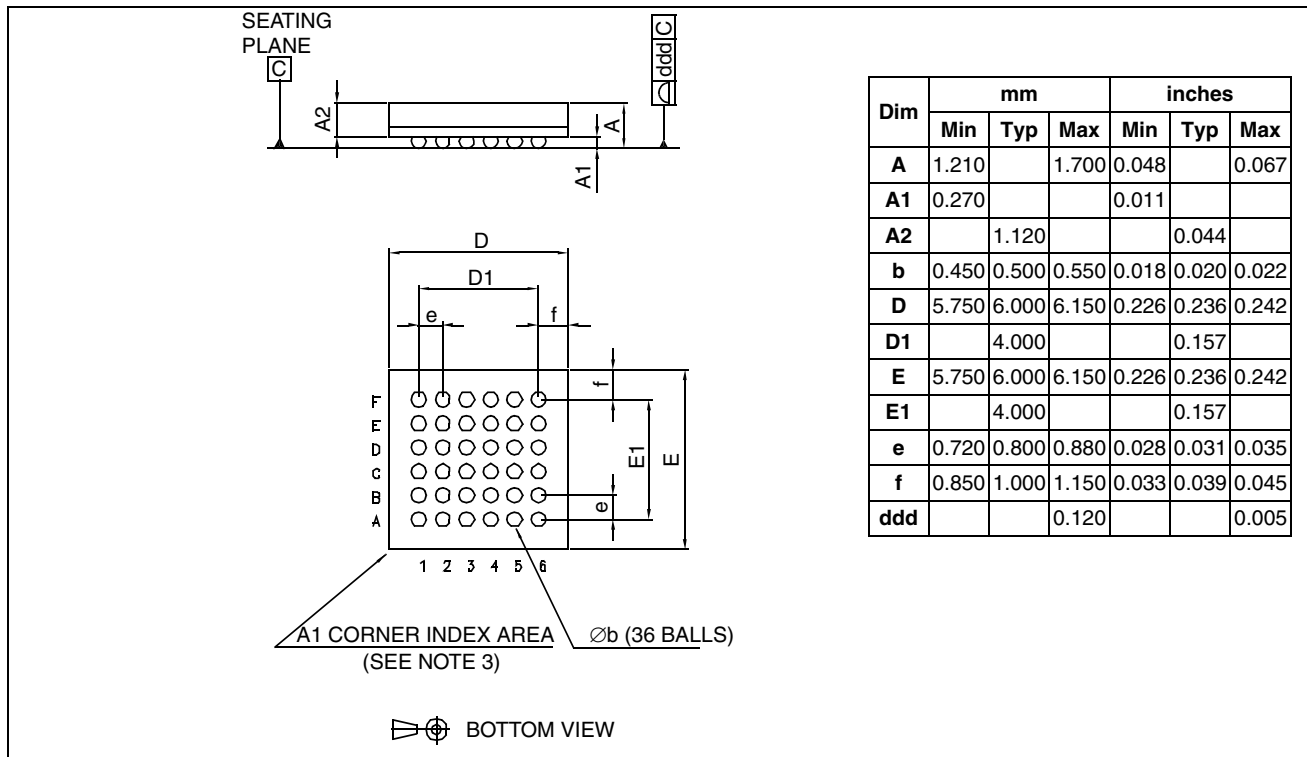 SEATING
PLANE
C
ddd C
A2
A
A1
D
D1
e
f
f
F
E
D
C
B
A
E1
E
e
1 2 3 4 5 6
A1 CORNER INDEX AREA
(SEE NOTE 3)
Øb (36 BALLS)
BOTTOM VIEW
Dim mm inches
Min Typ Max Min Typ Max
A 1.210 1.700 0.048 0.067
A1 0.270 0.011
A2 1.120 0.044
b 0.450 0.500 0.550 0.018 0.020 0.022
D 5.750 6.000 6.150 0.226 0.236 0.242
D1 4.000 0.157
E 5.750 6.000 6.150 0.226 0.236 0.242
E1 4.000 0.157
e 0.720 0.800 0.880 0.028 0.031 0.035
f 0.850 1.000 1.150 0.033 0.039 0.045
ddd 0.120 0.005